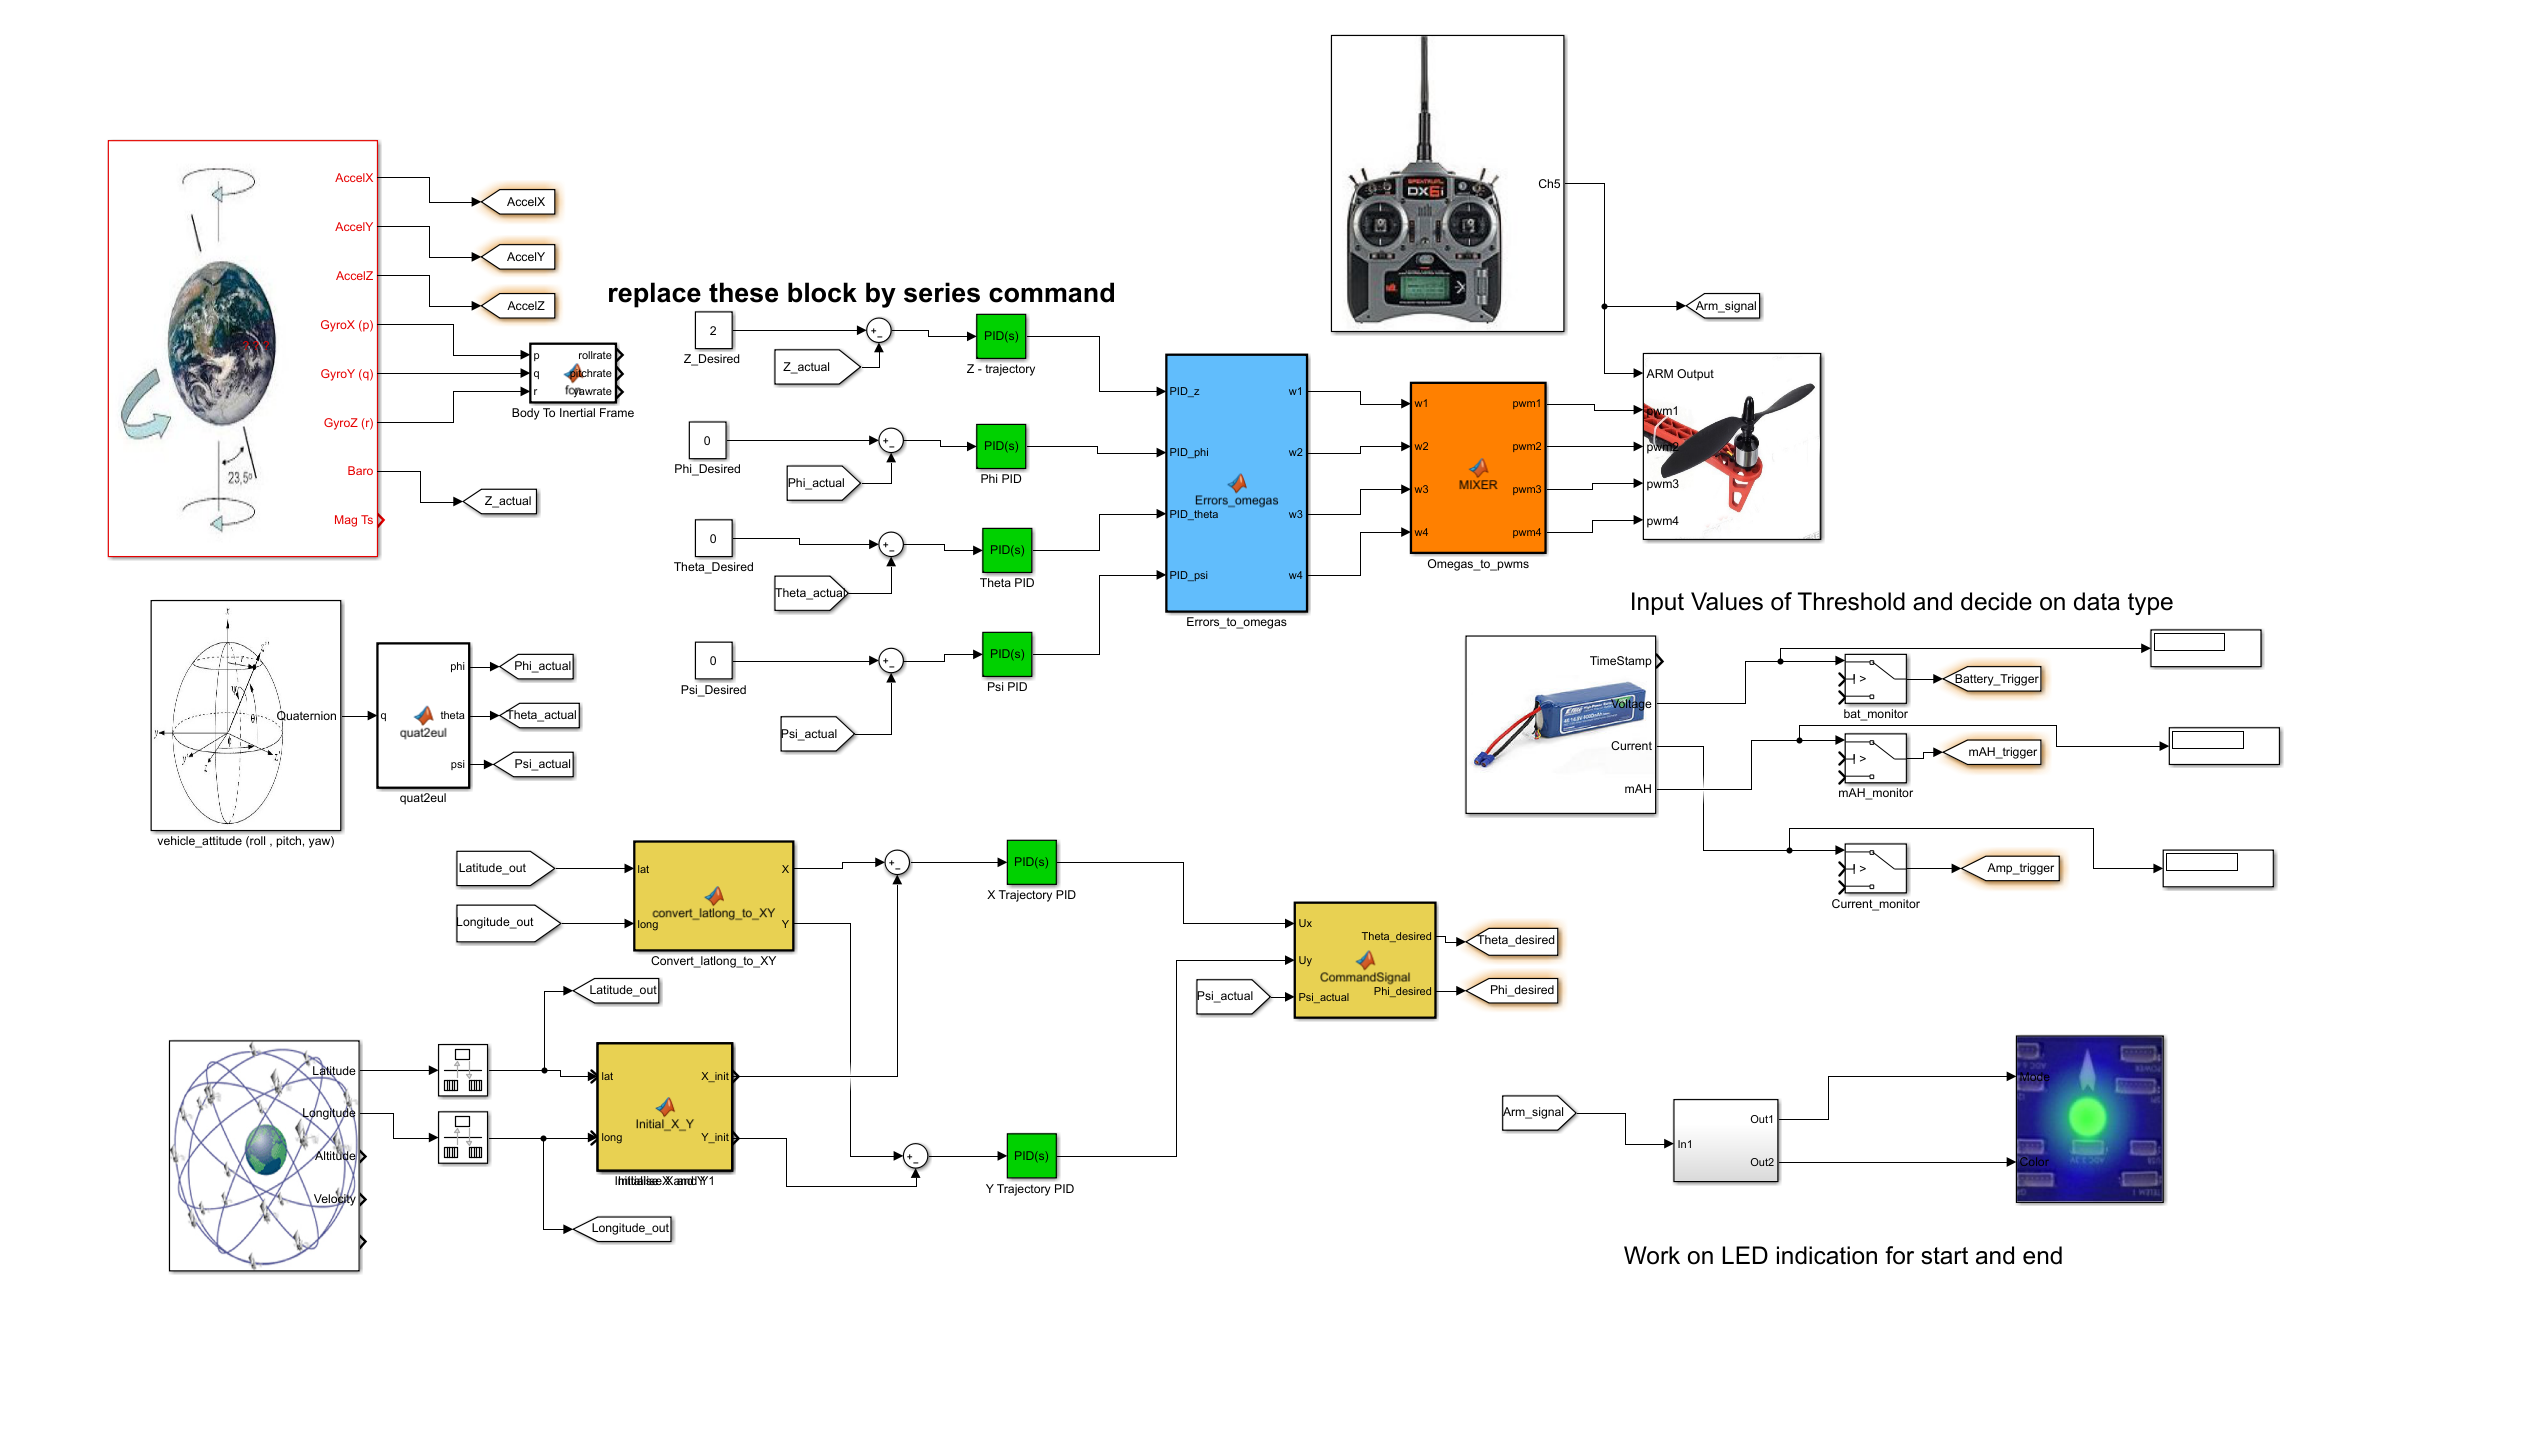 AccelX
AccelY
AccelZ
GyroX (p)
GyroY (q)
GyroZ (r)
Baro
Mag Ts
23,5º
AccelX
AccelY
AccelZ
p
q
r
rollrate
pitchrate
yawrate
fcn
Body To Inertial Frame
Z_actual
replace these block by series command
2
Z_Desired
Z_actual
PID(s)
Z - trajectory
0
Phi_Desired
Phi_actual
PID(s)
Phi PID
0
Theta_Desired
Theta_actual
PID(s)
Theta PID
0
Psi_Desired
Psi_actual
PID(s)
Psi PID
PID_z
PID_phi
PID_theta
PID_psi
Errors_omegas
w1
w2
w3
w4
Errors_to_omegas
w1
w2
w3
w4
MIXER
pwm1
pwm2
pwm3
pwm4
Omegas_to_pwms
SPEKTRUM
DX6i
Ch5
Arm_signal
ARM Output
pwm1
pwm2
pwm3
pwm4
Quaternion
vehicle_attitude (roll , pitch, yaw)
q
quat2eul
phi
theta
psi
quat2eul
Phi_actual
Theta_actual
Psi_actual
Input Values of Threshold and decide on data type
TimeStamp
Voltage
Current
mAH
>
bat_monitor
Battery_Trigger
>
mAH_monitor
mAH_trigger
>
Current_monitor
Amp_trigger
Latitude_out
Longitude_out
lat
long
convert_latlong_to_XY
X
Y
Convert_latlong_to_XY
PID(s)
X Trajectory PID
Latitude_out
Latitude
Longitude
Altitude
Velocity
lat
long
Initial_X_Y
X_init
Y_init
Longitude_out
PID(s)
Y Trajectory PID
Psi_actual
Ux
Uy
Psi_actual
CommandSignal
Theta_desired
Phi_desired
Theta_desired
Phi_desired
Arm_signal
In1
Out1
Out2
Mode
Color
Work on LED indication for start and end